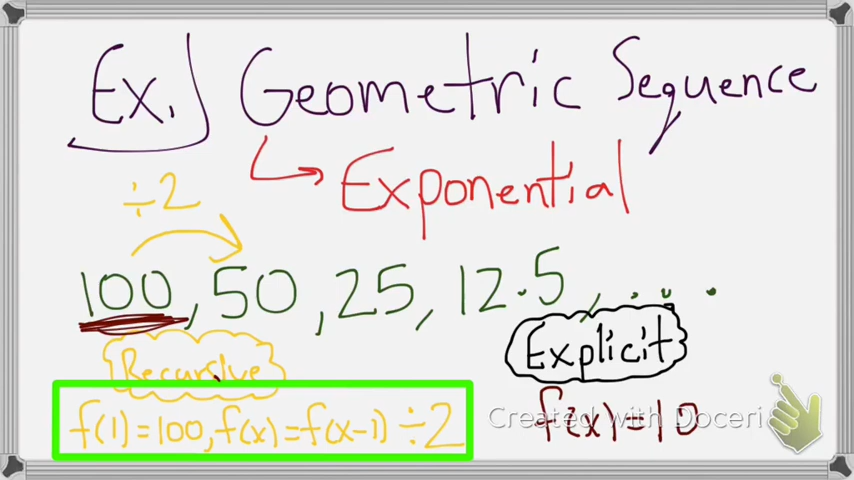 Ex. Geometric Sequence
Exponential
÷2
100, 50, 25, 12.5, ....
Recursive
Explicit
f(1)=100, f(x)=f(x-1)÷2
f(x)=10
Created with Doceri